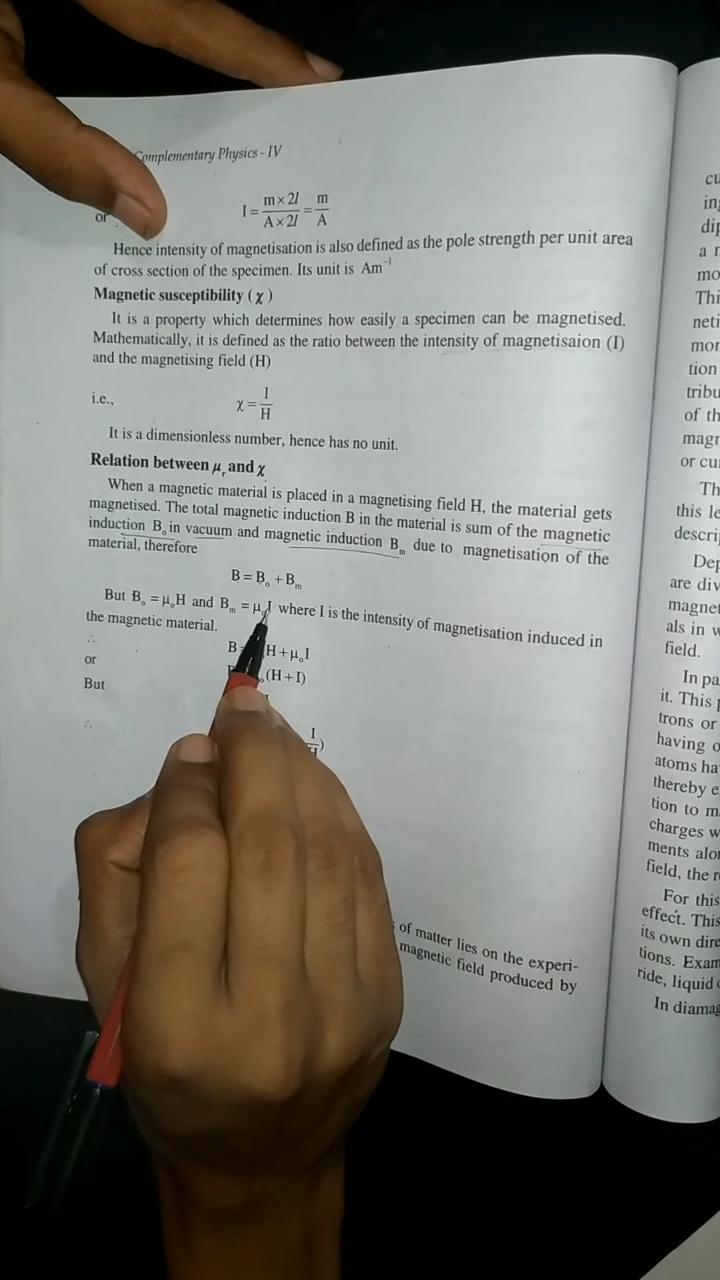 Complementary Physics - IV
or I = m × 2l / A × 2l = m / A
Hence intensity of magnetisation is also defined as the pole strength per unit area
of cross section of the specimen. Its unit is Am⁻¹
Magnetic susceptibility (χ)
It is a property which determines how easily a specimen can be magnetised.
Mathematically, it is defined as the ratio between the intensity of magnetisaion (I)
and the magnetising field (H)
i.e., χ = I / H
It is a dimensionless number, hence has no unit.
Relation between μᵣ and χ
When a magnetic material is placed in a magnetising field H, the material gets
magnetised. The total magnetic induction B in the material is sum of the magnetic
induction B₀ in vacuum and magnetic induction Bₘ due to magnetisation of the
material, therefore
B = B₀ + Bₘ
But B₀ = μ₀H and Bₘ = μ₀I where I is the intensity of magnetisation induced in
the magnetic material.
∴ B H + μ₀I
or (H + I)
But
∴ I )
of matter lies on the experi-
magnetic field produced by
a
mo
Thi
neti
mor
tion
tribu
of th
magn
or cu
Th
this le
descri
Dep
are div
magnet
als in w
field.
In pa
it. This
trons or
having o
atoms ha
thereby e
tion to m
charges w
ments alo
field, the r
For this
effect. This
its own dire
tions. Exam
ride, liquid
In diamag